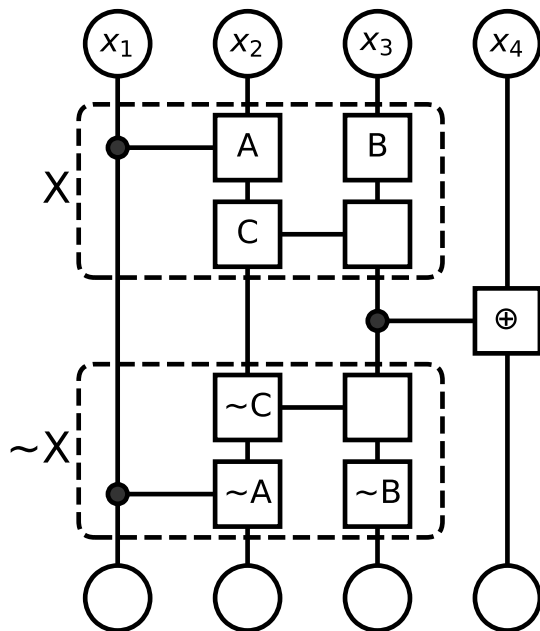 x₁ x₂ x₃ x₄
A B
X
C
⊕
~C
~X
~A ~B